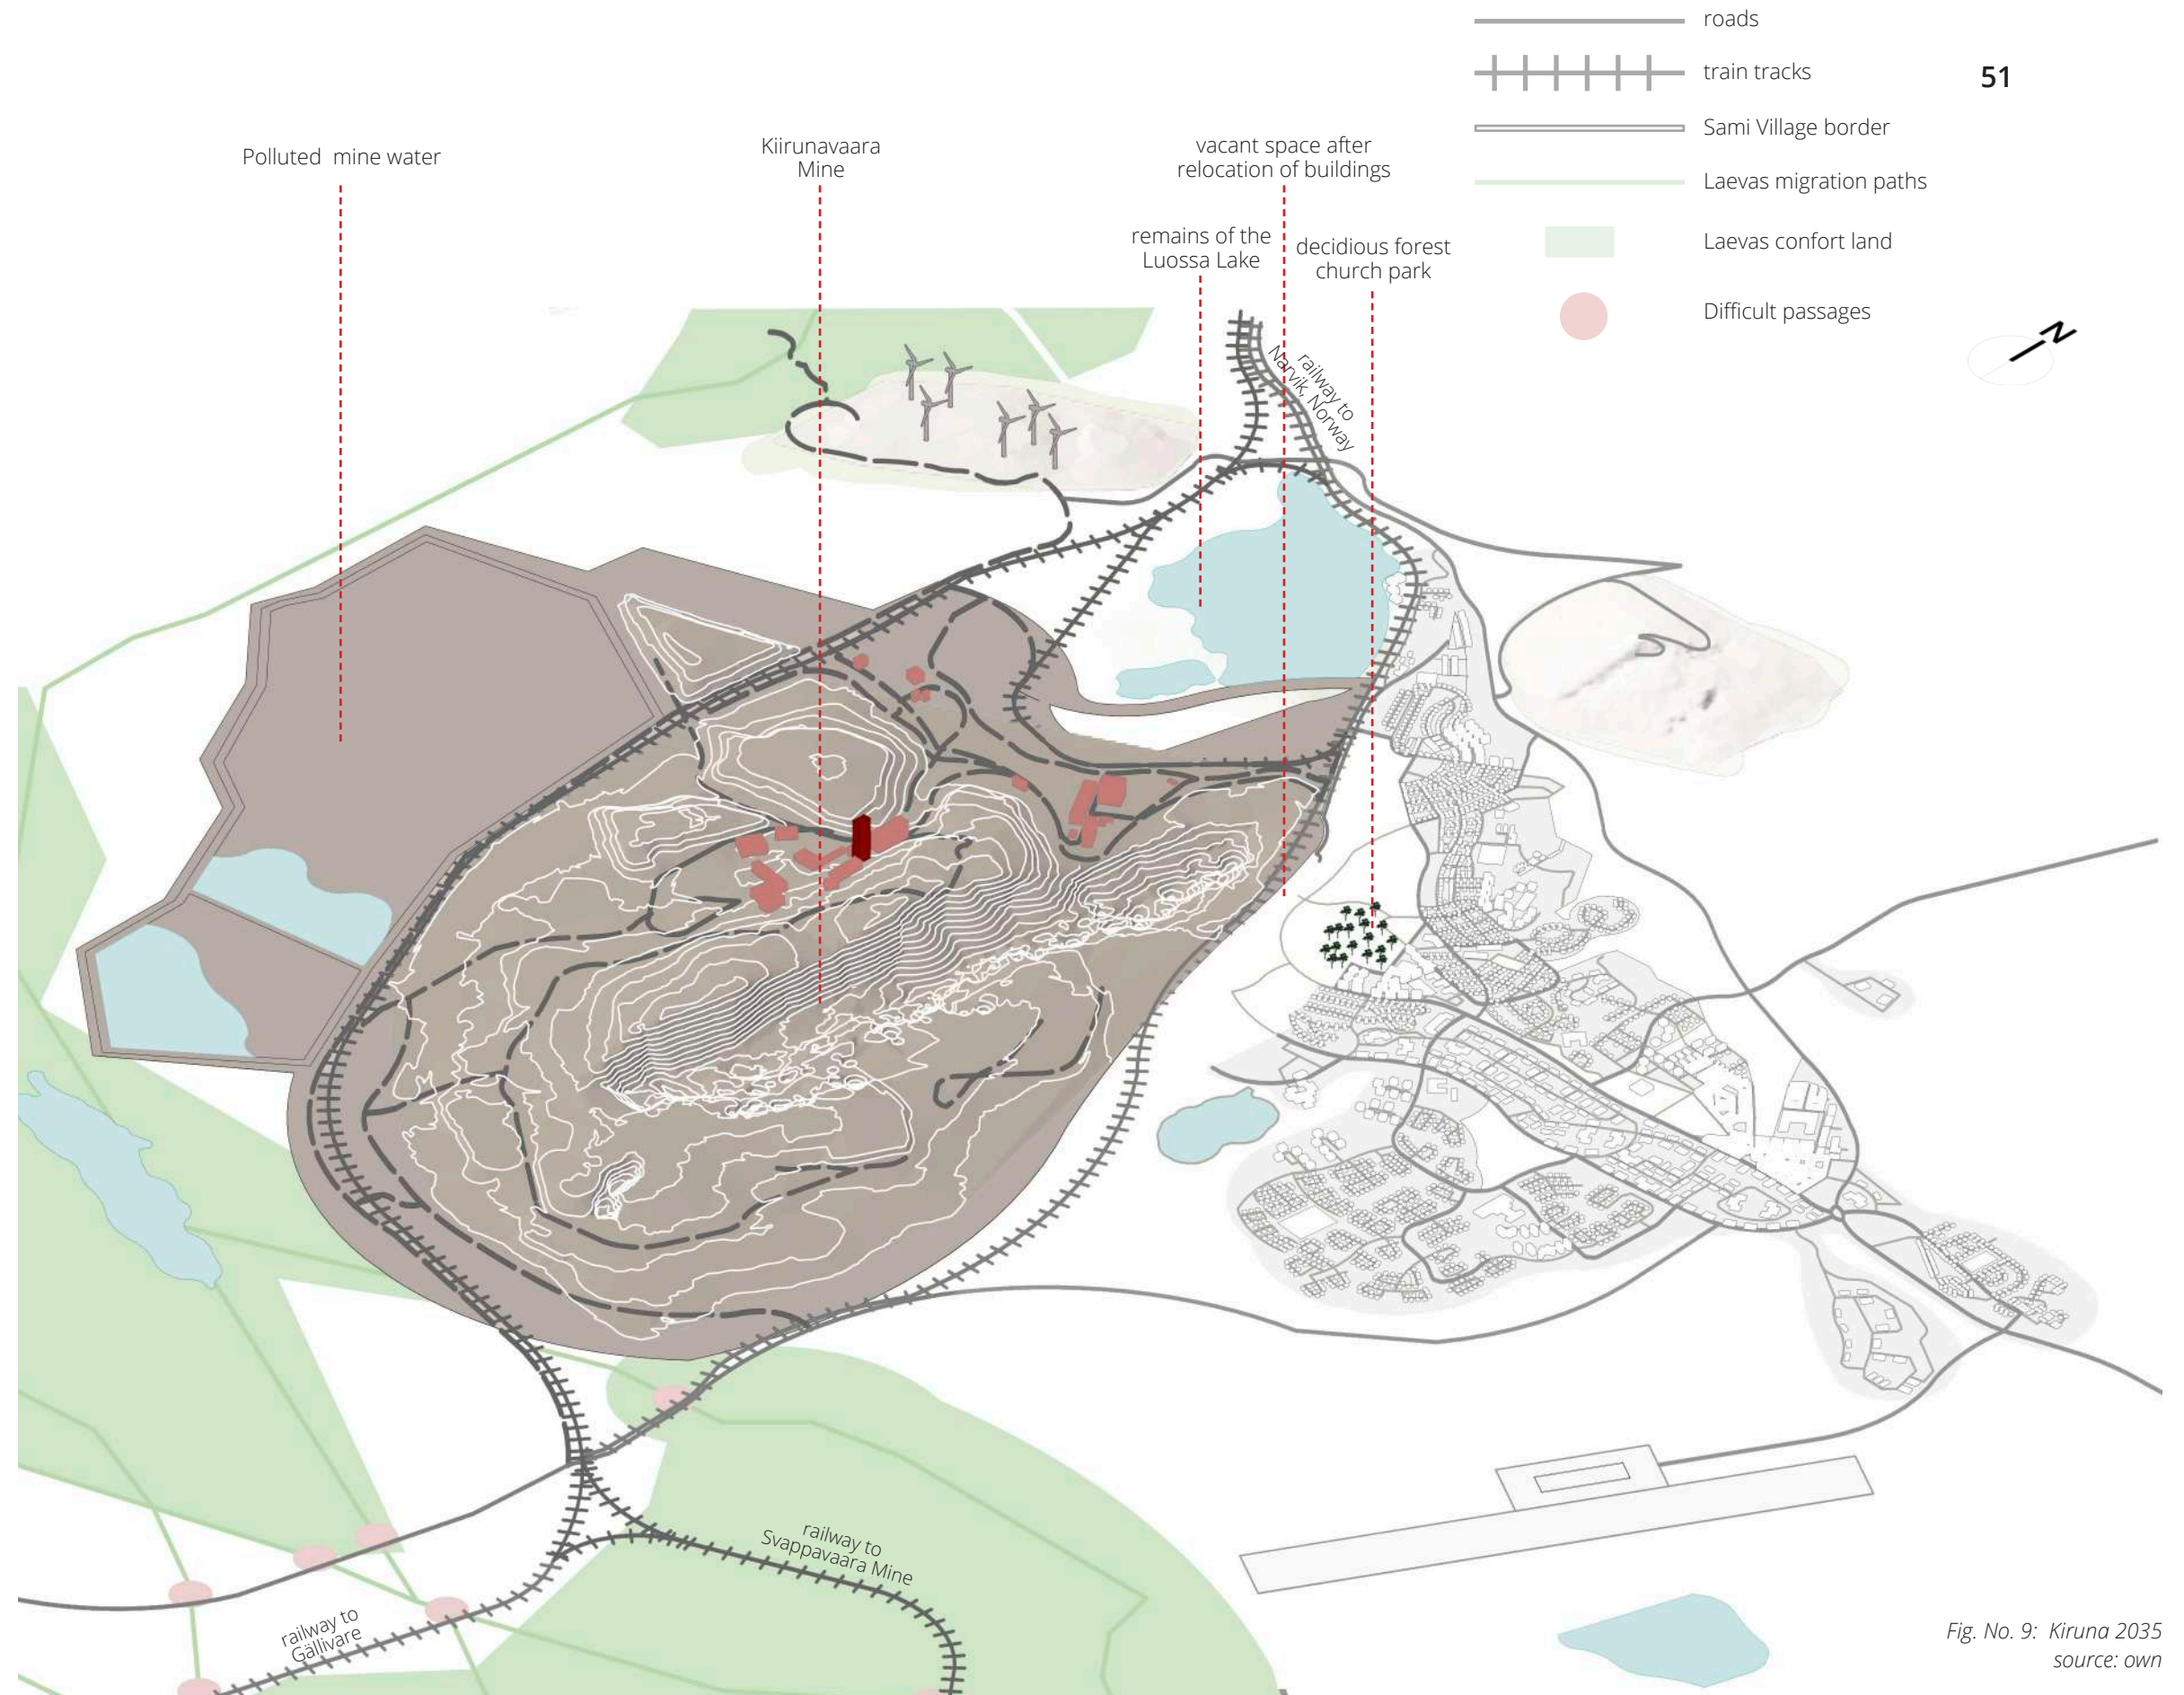 roads
train tracks
51
Sami Village border
Laevas migration paths
Laevas confort land
Difficult passages
N
Polluted mine water
Kiirunavaara
Mine
vacant space after
relocation of buildings
remains of the
Luossa Lake
decidious forest
church park
railway to
Narvik, Norway
railway to
Svappavaara Mine
railway to
Gällivare
Fig. No. 9: Kiruna 2035
source: own